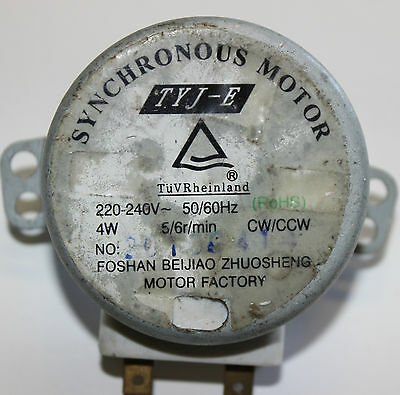 SYNCHRONOUS MOTOR
TYJ-E
®
TüVRheinland
220-240V~ 50/60Hz (RoHS)
4W 5/6r/min CW/CCW
NO:
FOSHAN BEIJIAO ZHUOSHENG
MOTOR FACTORY